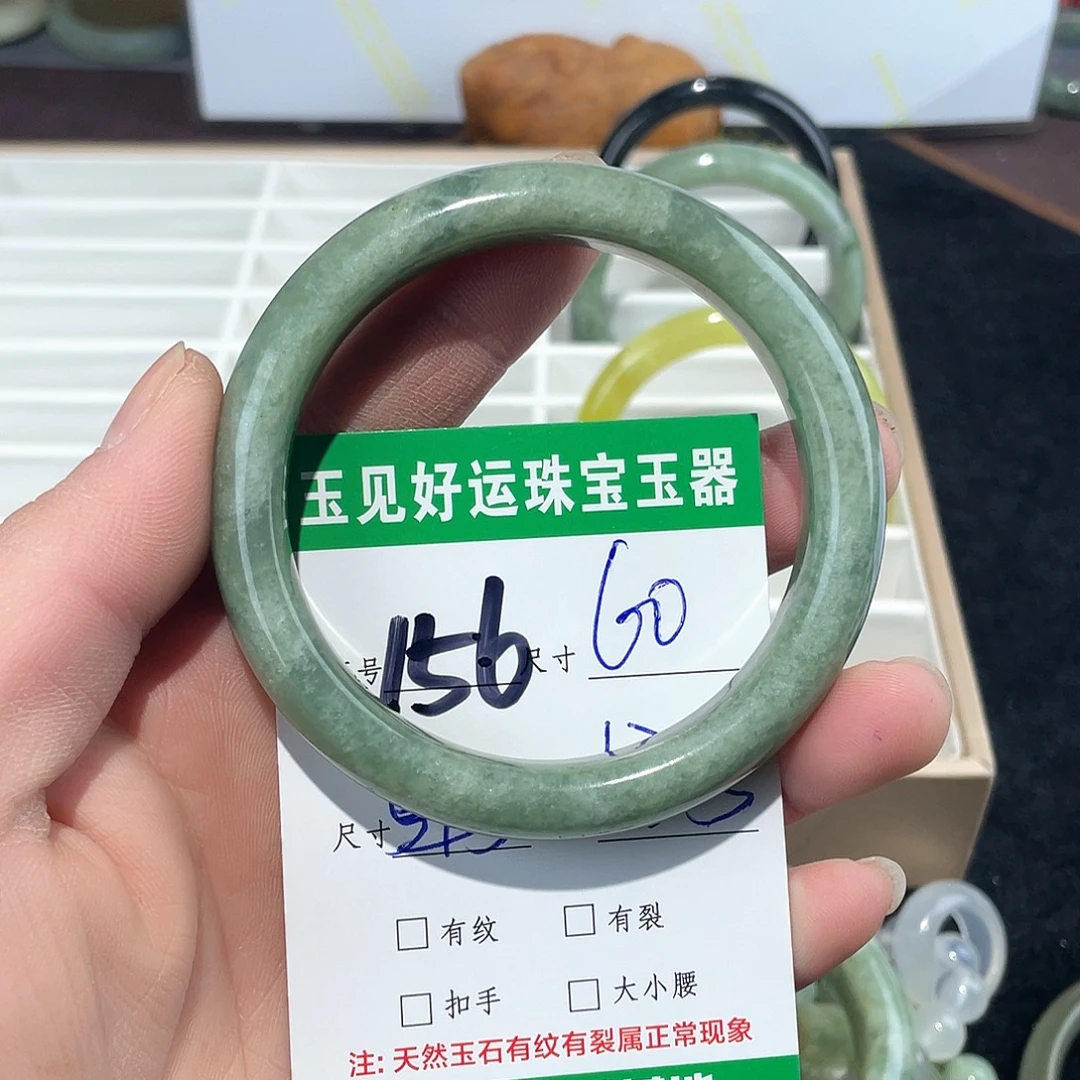 玉见好运珠宝玉器
号 156 尺寸 60
尺寸
有纹 有裂
扣手 大小腰
注: 天然玉石有纹有裂属正常现象